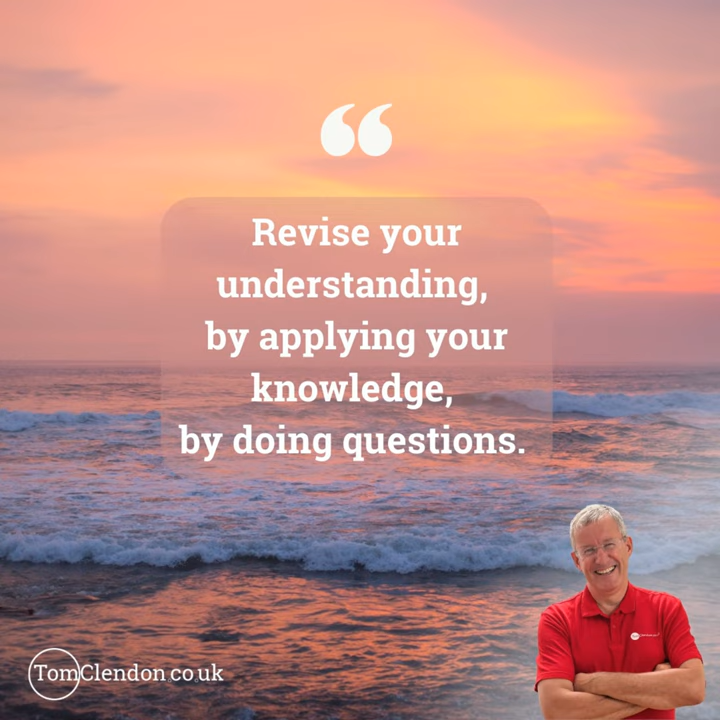 “
Revise your
understanding,
by applying your
knowledge,
by doing questions.
TomClendon.co.uk